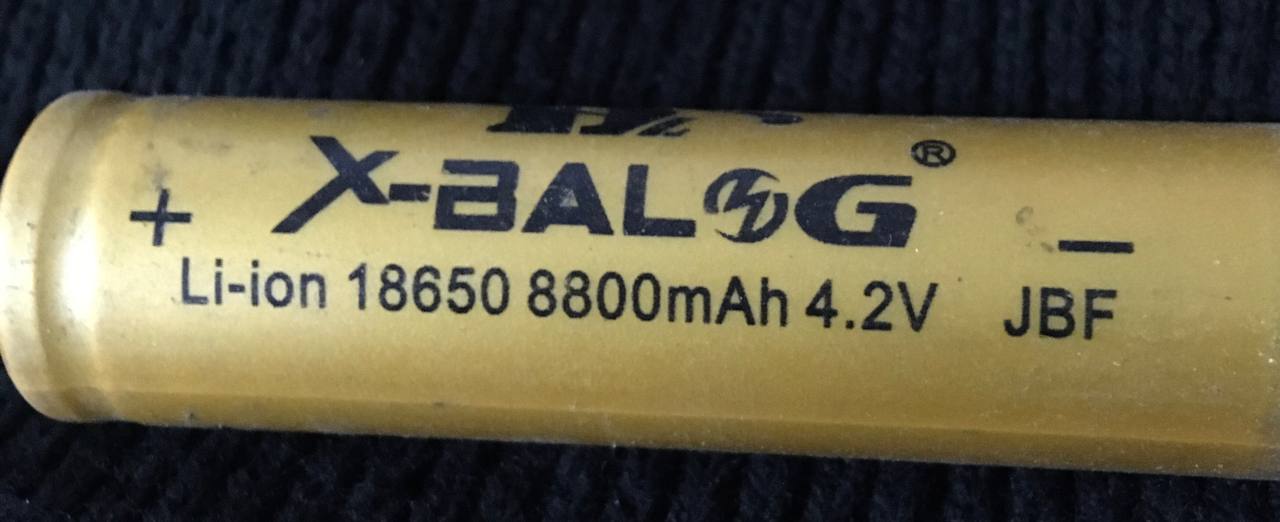 X-BALOG®
+ −
Li-ion 18650 8800mAh 4.2V JBF